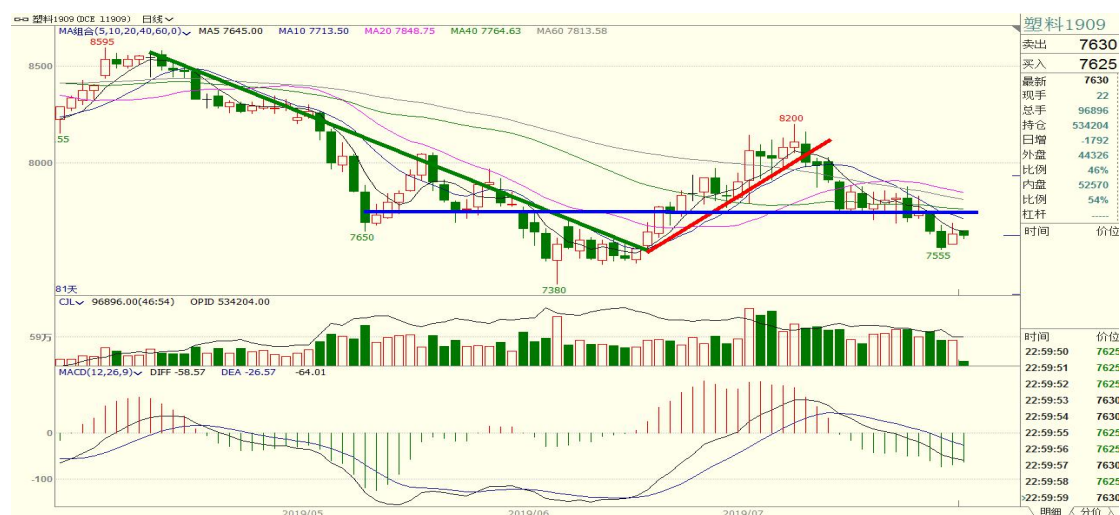 塑料1909(DCE 11909) 日线
MA组合(5,10,20,40,60,0) MA5 7645.00 MA10 7713.50 MA20 7848.75 MA40 7764.63 MA60 7813.58
8595
8500
8200
8000
55
7650
7555
7380
81天
CJL 96896.00(46:54) OPID 534204.00
59万
MACD(12,26,9) DIFF -58.57 DEA -26.57 -64.01
0
-100
2019/05 2019/06 2019/07
塑料1909
卖出 7630
买入 7625
最新 7630
现手 22
总手 96896
持仓 534204
日增 -1792
外盘 44326
比例 46%
内盘 52570
比例 54%
杠杆 -----
时间 价位
时间 价位
22:59:50 7625
22:59:51 7625
22:59:52 7625
22:59:53 7630
22:59:54 7630
22:59:55 7625
22:59:56 7625
22:59:57 7630
22:59:58 7625
22:59:59 7630
明细 分价